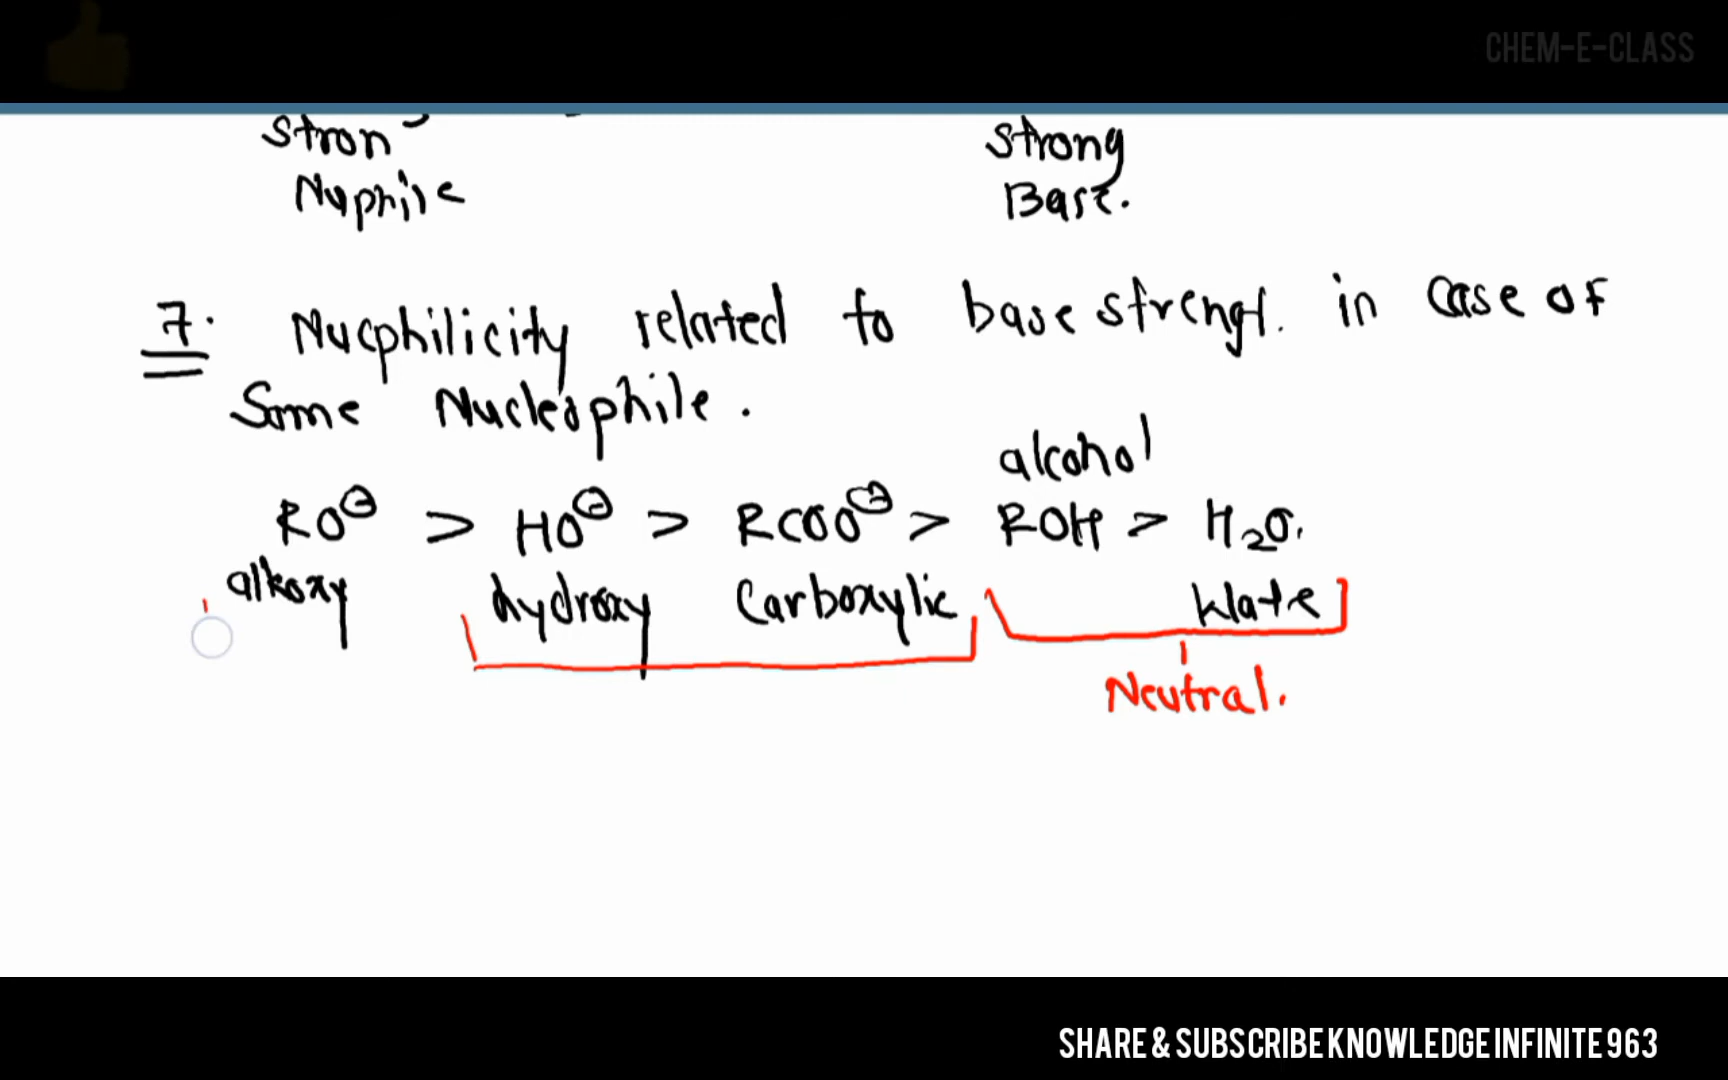 CHEM-E-CLASS
Stron Strong
Nuphile Base.
7. Nucphilicity related to base strengt. in case of
Some Nucleophile.
alcohol
RO⊖ > HO⊖ > RCOO⊖ > ROH > H₂O.
alkoxy hydroxy Carboxylic Wate
Neutral.
SHARE & SUBSCRIBE KNOWLEDGE INFINITE 963